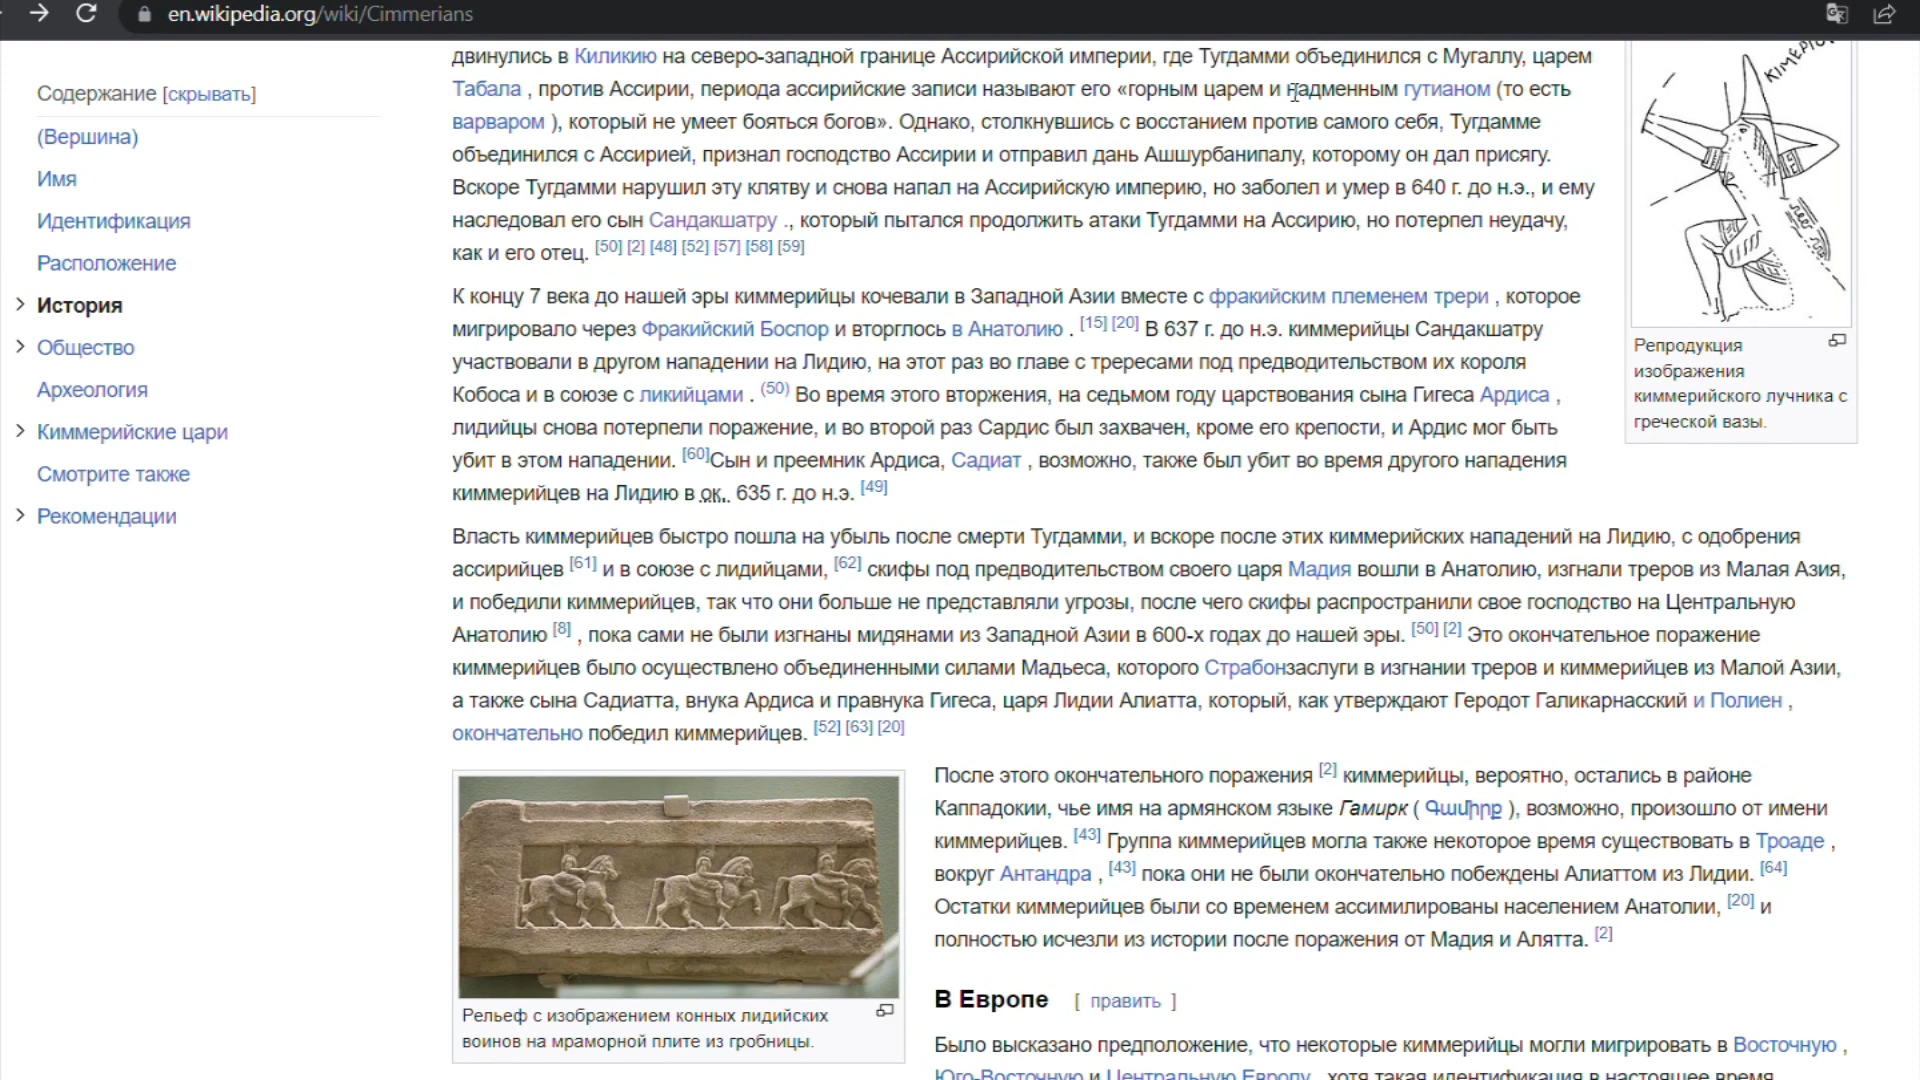 en.wikipedia.org/wiki/Cimmerians
Содержание [скрывать]
(Вершина)
Имя
Идентификация
Расположение
История
Общество
Археология
Киммерийские цари
Смотрите также
Рекомендации
двинулись в Киликию на северо-западной границе Ассирийской империи, где Тугдамми объединился с Мугаллу, царем
Табала , против Ассирии, периода ассирийские записи называют его «горным царем и надменным гутианом (то есть
варваром ), который не умеет бояться богов». Однако, столкнувшись с восстанием против самого себя, Тугдамме
объединился с Ассирией, признал господство Ассирии и отправил дань Ашшурбанипалу, которому он дал присягу.
Вскоре Тугдамми нарушил эту клятву и снова напал на Ассирийскую империю, но заболел и умер в 640 г. до н.э., и ему
наследовал его сын Сандакшатру ., который пытался продолжить атаки Тугдамми на Ассирию, но потерпел неудачу,
как и его отец. [50] [2] [48] [52] [57] [58] [59]
К концу 7 века до нашей эры киммерийцы кочевали в Западной Азии вместе с фракийским племенем трери , которое
мигрировало через Фракийский Боспор и вторглось в Анатолию . [15] [20] В 637 г. до н.э. киммерийцы Сандакшатру
участвовали в другом нападении на Лидию, на этот раз во главе с трересами под предводительством их короля
Кобоса и в союзе с ликийцами . (50) Во время этого вторжения, на седьмом году царствования сына Гигеса Ардиса ,
лидийцы снова потерпели поражение, и во второй раз Сардис был захвачен, кроме его крепости, и Ардис мог быть
убит в этом нападении. [60]Сын и преемник Ардиса, Садиат , возможно, также был убит во время другого нападения
киммерийцев на Лидию в ок. 635 г. до н.э. [49]
Власть киммерийцев быстро пошла на убыль после смерти Тугдамми, и вскоре после этих киммерийских нападений на Лидию, с одобрения
ассирийцев [61] и в союзе с лидийцами, [62] скифы под предводительством своего царя Мадия вошли в Анатолию, изгнали треров из Малая Азия,
и победили киммерийцев, так что они больше не представляли угрозы, после чего скифы распространили свое господство на Центральную
Анатолию [8] , пока сами не были изгнаны мидянами из Западной Азии в 600-х годах до нашей эры. [50] [2] Это окончательное поражение
киммерийцев было осуществлено объединенными силами Мадьеса, которого Страбонзаслуги в изгнании треров и киммерийцев из Малой Азии,
а также сына Садиатта, внука Ардиса и правнука Гигеса, царя Лидии Алиатта, который, как утверждают Геродот Галикарнасский и Полиен ,
окончательно победил киммерийцев. [52] [63] [20]
Репродукция
изображения
киммерийского лучника с
греческой вазы.
Рельеф с изображением конных лидийских
воинов на мраморной плите из гробницы.
После этого окончательного поражения [2] киммерийцы, вероятно, остались в районе
Каппадокии, чье имя на армянском языке Гамирк ( Գամիրք ), возможно, произошло от имени
киммерийцев. [43] Группа киммерийцев могла также некоторое время существовать в Троаде ,
вокруг Антандра , [43] пока они не были окончательно побеждены Алиаттом из Лидии. [64]
Остатки киммерийцев были со временем ассимилированы населением Анатолии, [20] и
полностью исчезли из истории после поражения от Мадия и Алятта. [2]
В Европе [ править ]
Было высказано предположение, что некоторые киммерийцы могли мигрировать в Восточную ,
Юго-Восточную и Центральную Европу , хотя такая идентификация в настоящее время